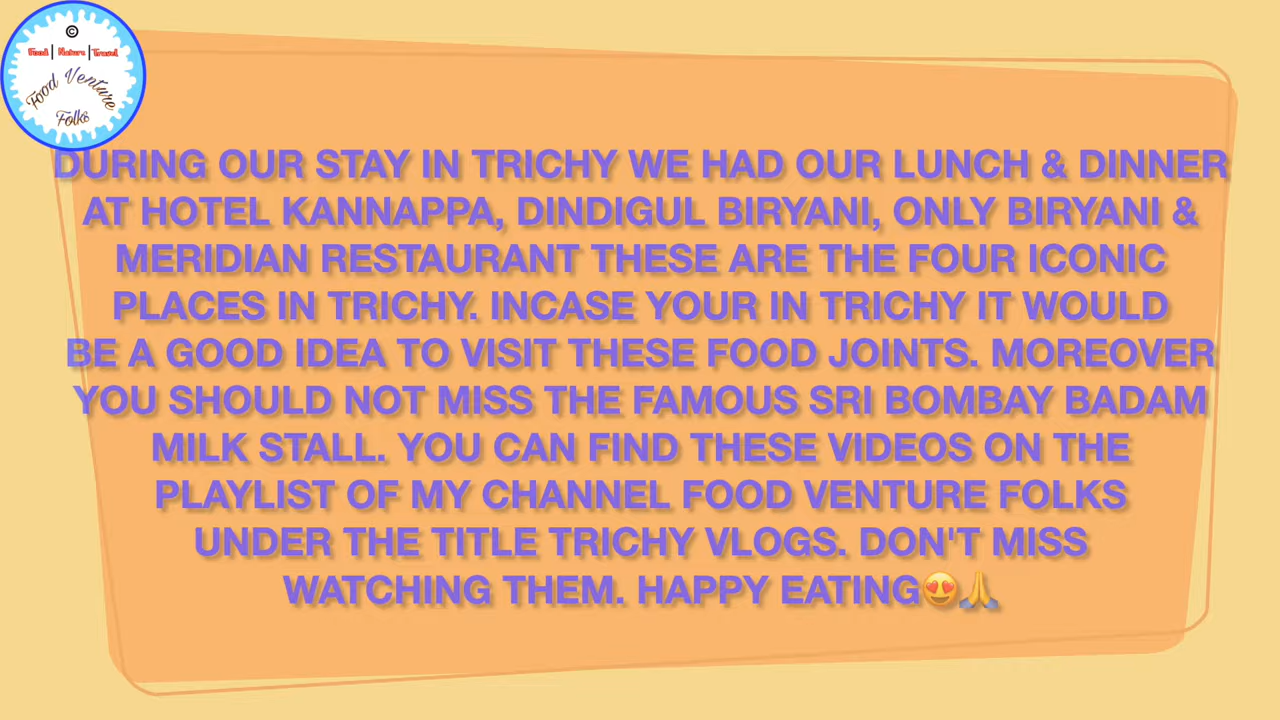 ©
Food | Nature | Travel
Food Venture
Folks
DURING OUR STAY IN TRICHY WE HAD OUR LUNCH & DINNER
AT HOTEL KANNAPPA, DINDIGUL BIRYANI, ONLY BIRYANI &
MERIDIAN RESTAURANT THESE ARE THE FOUR ICONIC
PLACES IN TRICHY. INCASE YOUR IN TRICHY IT WOULD
BE A GOOD IDEA TO VISIT THESE FOOD JOINTS. MOREOVER
YOU SHOULD NOT MISS THE FAMOUS SRI BOMBAY BADAM
MILK STALL. YOU CAN FIND THESE VIDEOS ON THE
PLAYLIST OF MY CHANNEL FOOD VENTURE FOLKS
UNDER THE TITLE TRICHY VLOGS. DON'T MISS
WATCHING THEM. HAPPY EATING😍🙏